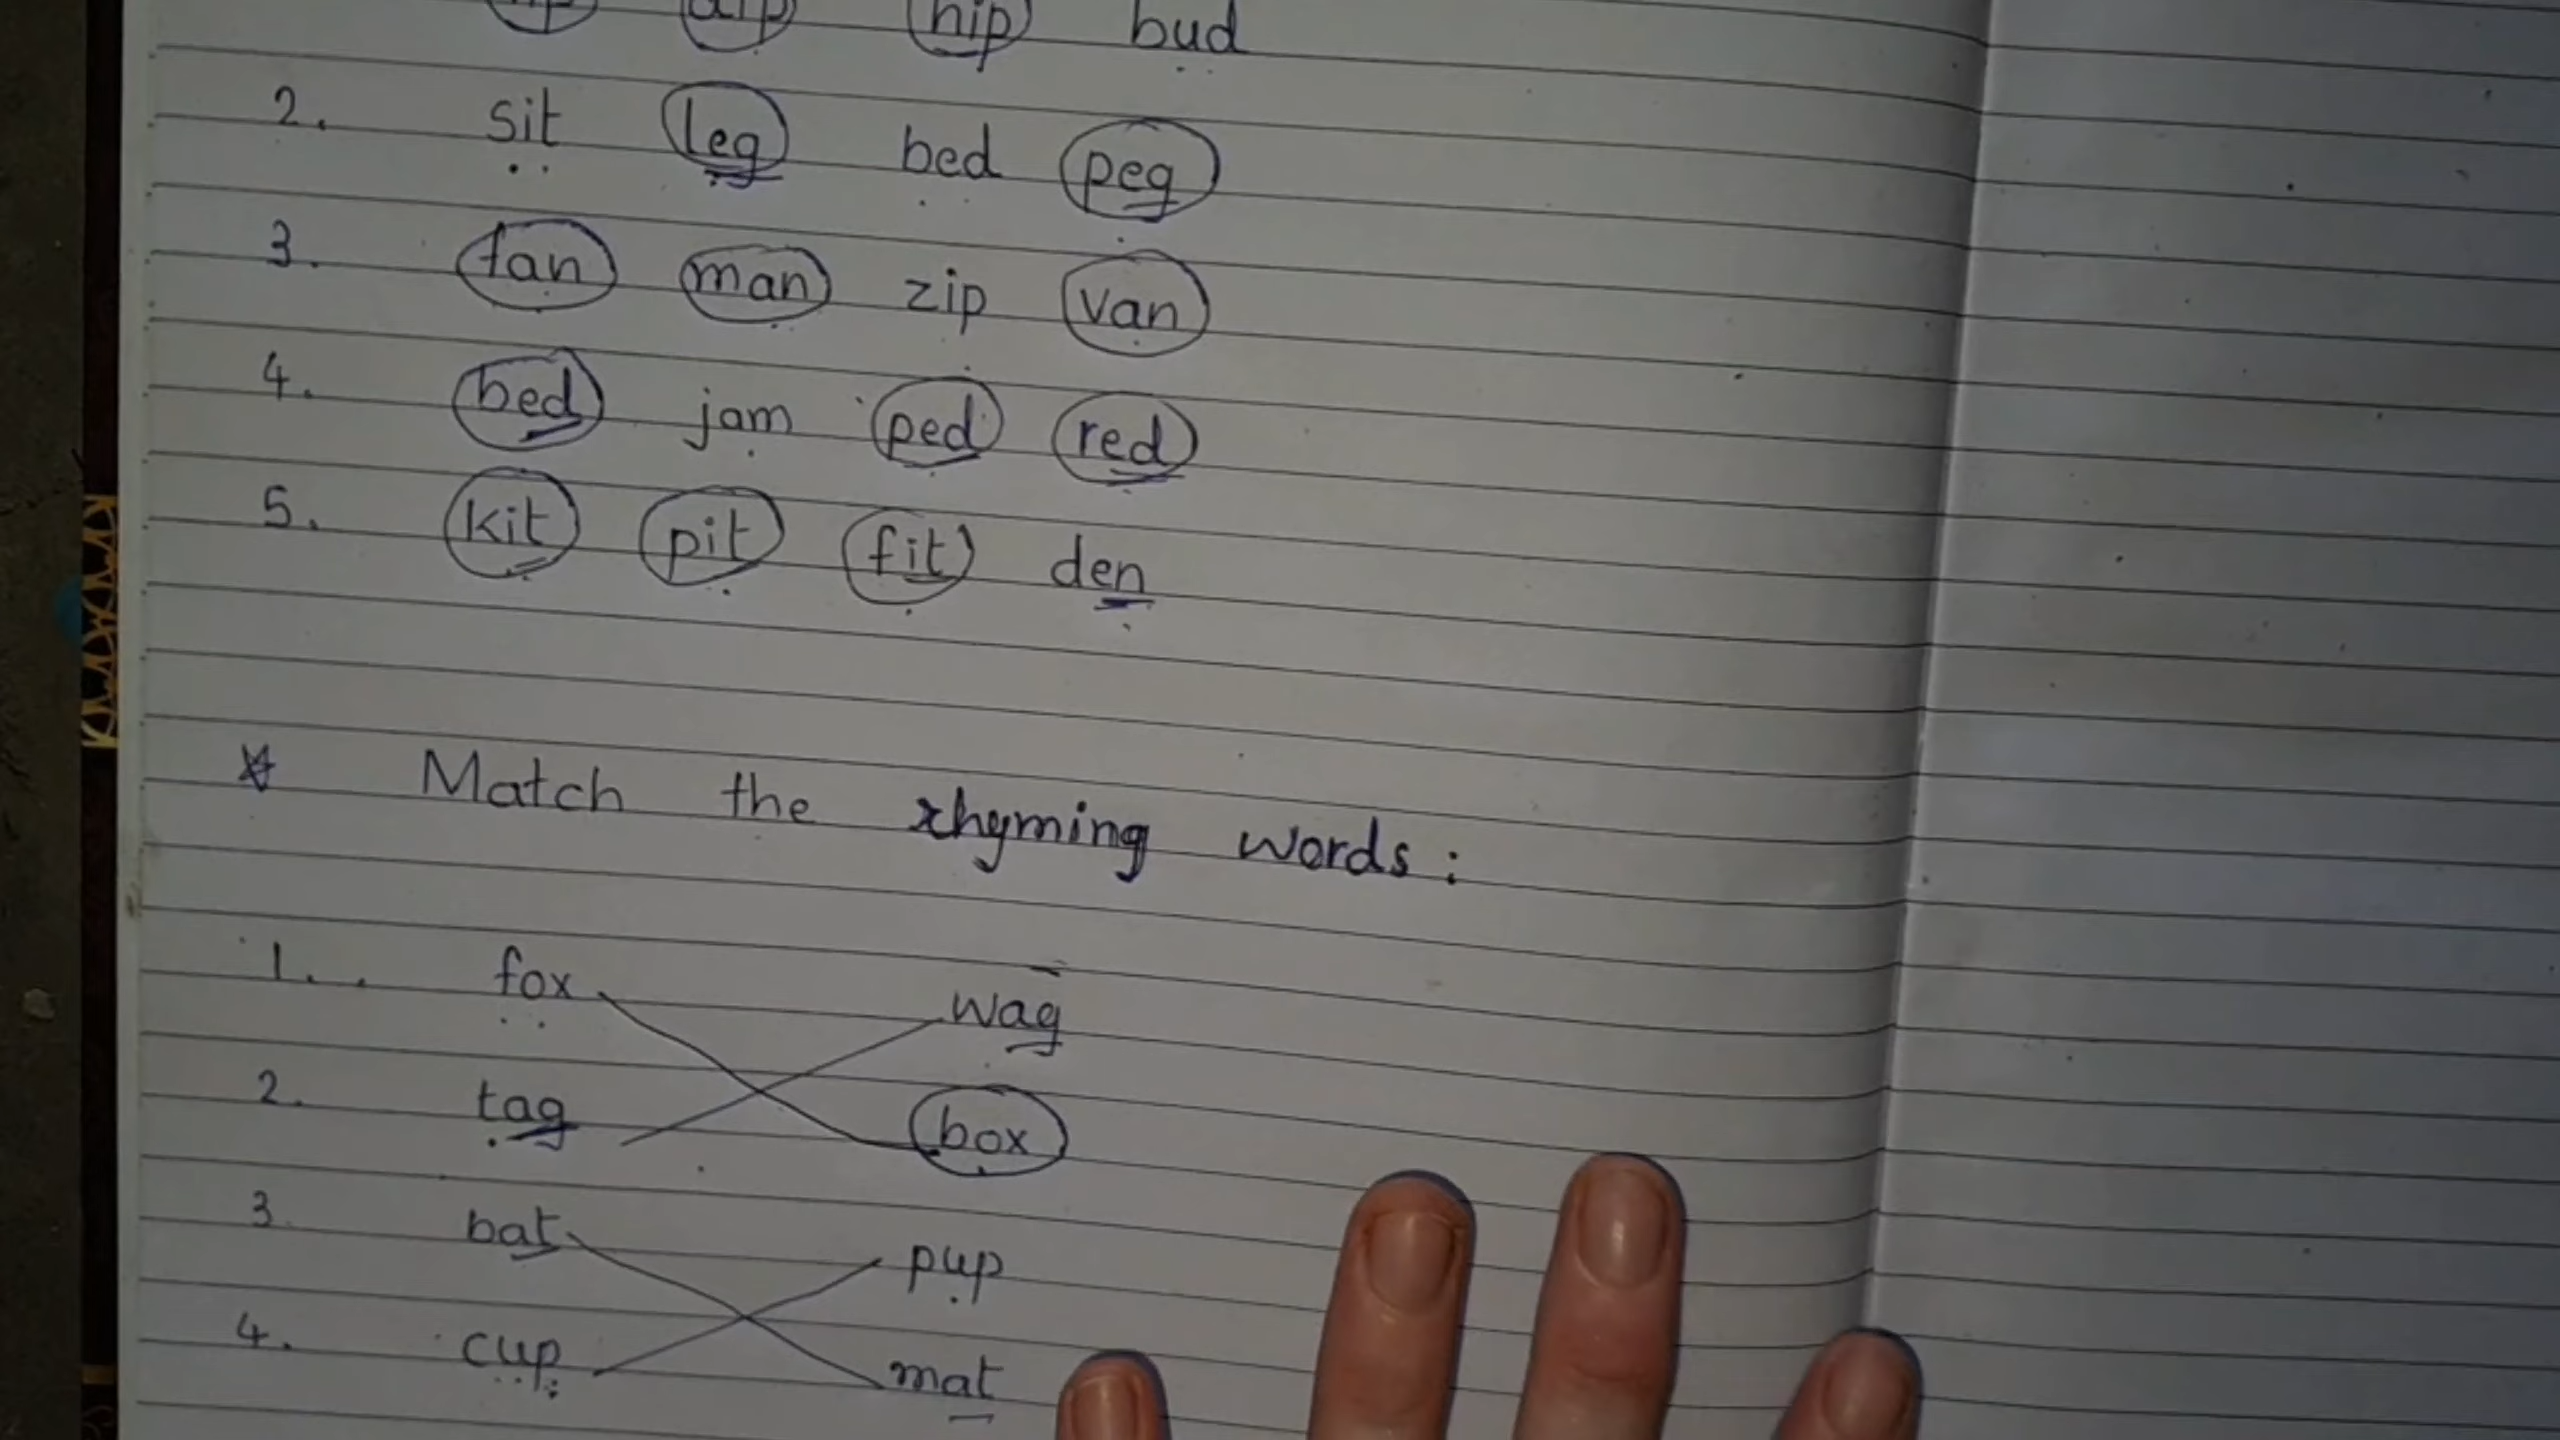 dip hip bud
2. sit leg bed peg
3. fan man zip van
4. bed jam ped red
5. kit pit fit den
Match the rhyming words:
1. fox wag
2. tag box
3. bat pup
4. cup mat